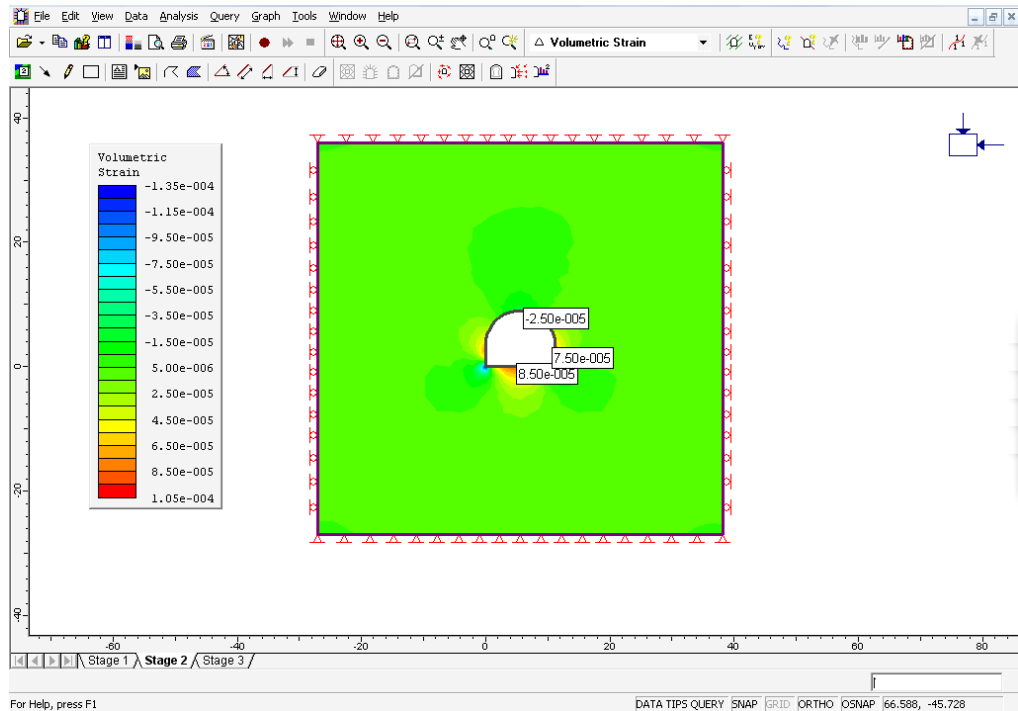 File Edit View Data Analysis Query Graph Tools Window Help
Volumetric Strain
Volumetric
Strain
-1.35e-004
-1.15e-004
-9.50e-005
-7.50e-005
-5.50e-005
-3.50e-005
-1.50e-005
5.00e-006
2.50e-005
4.50e-005
6.50e-005
8.50e-005
1.05e-004
40
20
0
-20
-40
-2.50e-005
7.50e-005
8.50e-005
-60 -40 -20 0 20 40 60 80
Stage 1 Stage 2 Stage 3
For Help, press F1 DATA TIPS QUERY SNAP GRID ORTHO OSNAP 66.588, -45.728